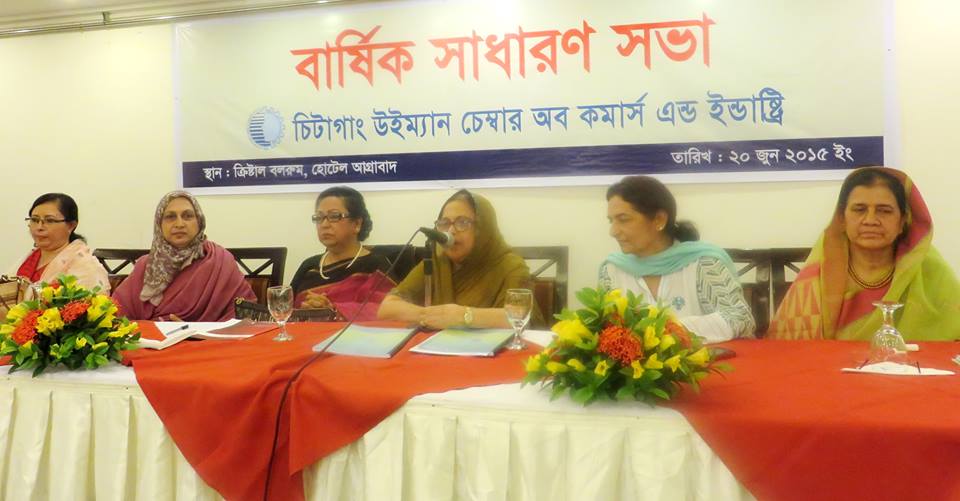 বার্ষিক সাধারণ সভা
চিটাগাং উইম্যান চেম্বার অব কমার্স এন্ড ইন্ডাষ্ট্রি
স্থান : ক্রিষ্টাল বলরুম, হোটেল আগ্রাবাদ
তারিখ : ২০ জুন ২০১৫ ইং